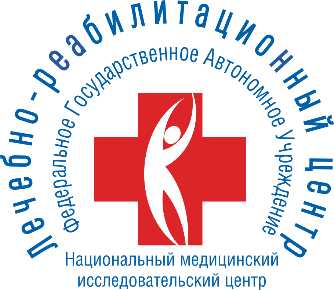 Лечебно-реабилитационный центр
Федеральное Государственное Автономное Учреждение
Национальный медицинский
исследовательский центр